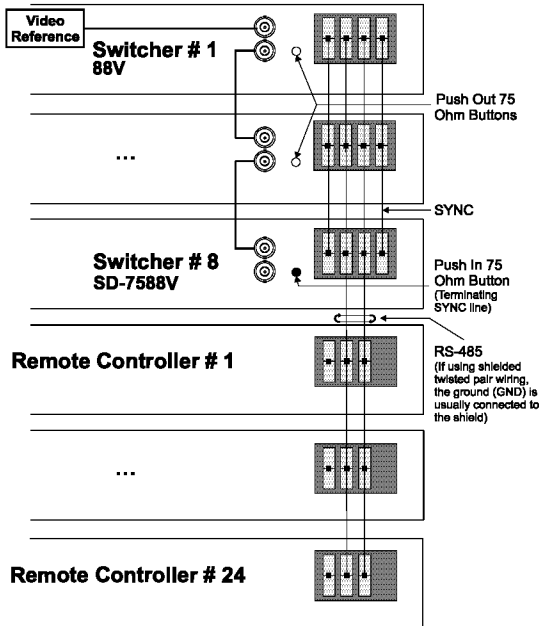 Video
Reference
Switcher # 1
88V
Push Out 75
Ohm Buttons
...
SYNC
Switcher # 8
SD-7588V
Push In 75
Ohm Button
(Terminating
SYNC line)
RS-485
(If using shielded
twisted pair wiring,
the ground (GND) is
usually connected to
the shield)
Remote Controller # 1
...
Remote Controller # 24